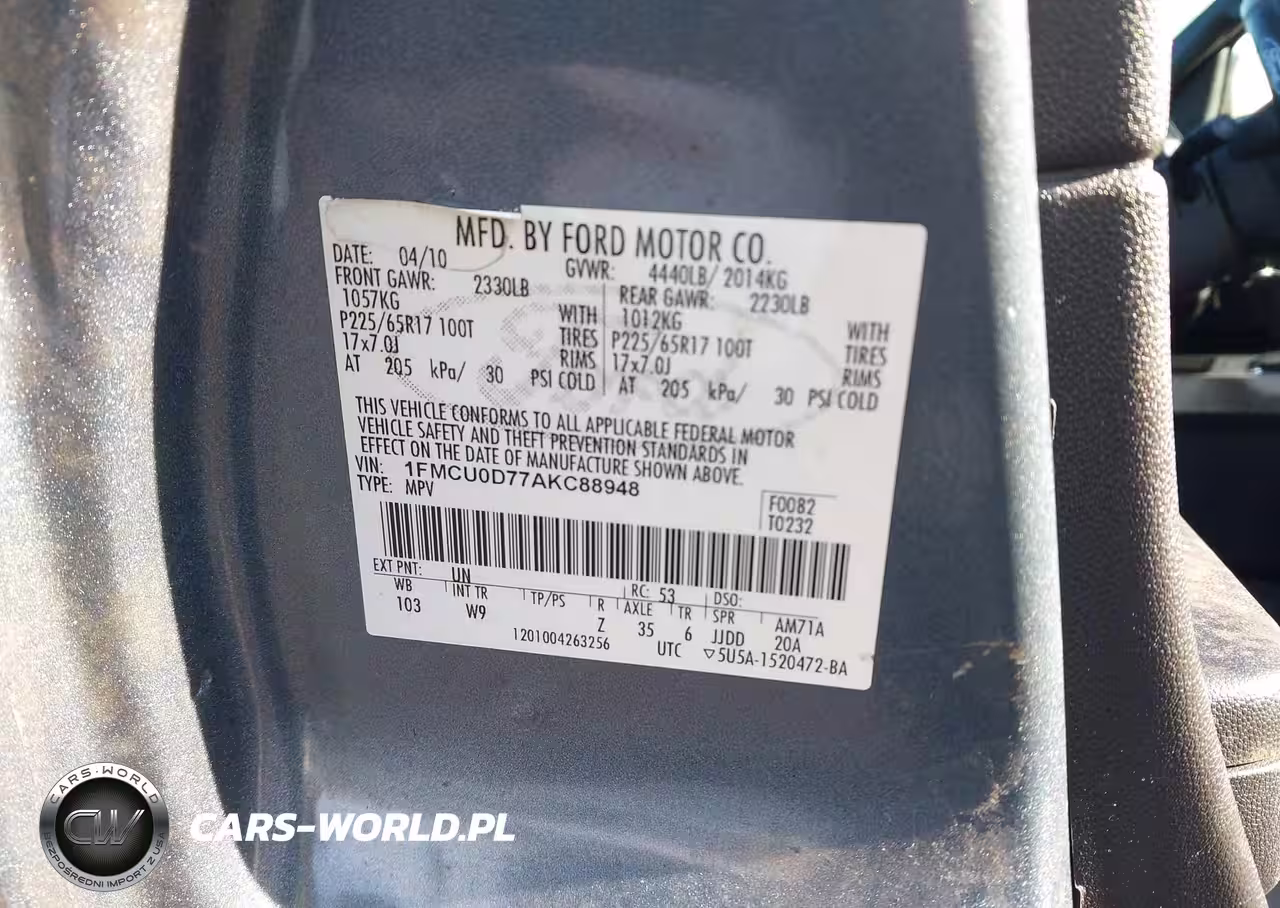 MFD. BY FORD MOTOR CO.
DATE: 04/10 GVWR: 4440LB/ 2014KG
FRONT GAWR: 2330LB
1057KG WITH
P225/65R17 100T TIRES
17x7.0J RIMS
AT 205 kPa/ 30 PSI COLD
REAR GAWR: 2230LB
1012KG WITH
P225/65R17 100T TIRES
17x7.0J RIMS
AT 205 kPa/ 30 PSI COLD
THIS VEHICLE CONFORMS TO ALL APPLICABLE FEDERAL MOTOR
VEHICLE SAFETY AND THEFT PREVENTION STANDARDS IN
EFFECT ON THE DATE OF MANUFACTURE SHOWN ABOVE.
VIN: 1FMCU0D77AKC88948
TYPE: MPV
F0082
T0232
EXT PNT: UN RC: 53 DSO:
WB INT TR TP/PS R AXLE TR SPR AM71A
103 W9 Z 35 6 JJDD 20A
1201004263256 UTC ▽5U5A-1520472-BA
CARS-WORLD
CW
BEZPOŚREDNI IMPORT Z USA
CARS-WORLD.PL